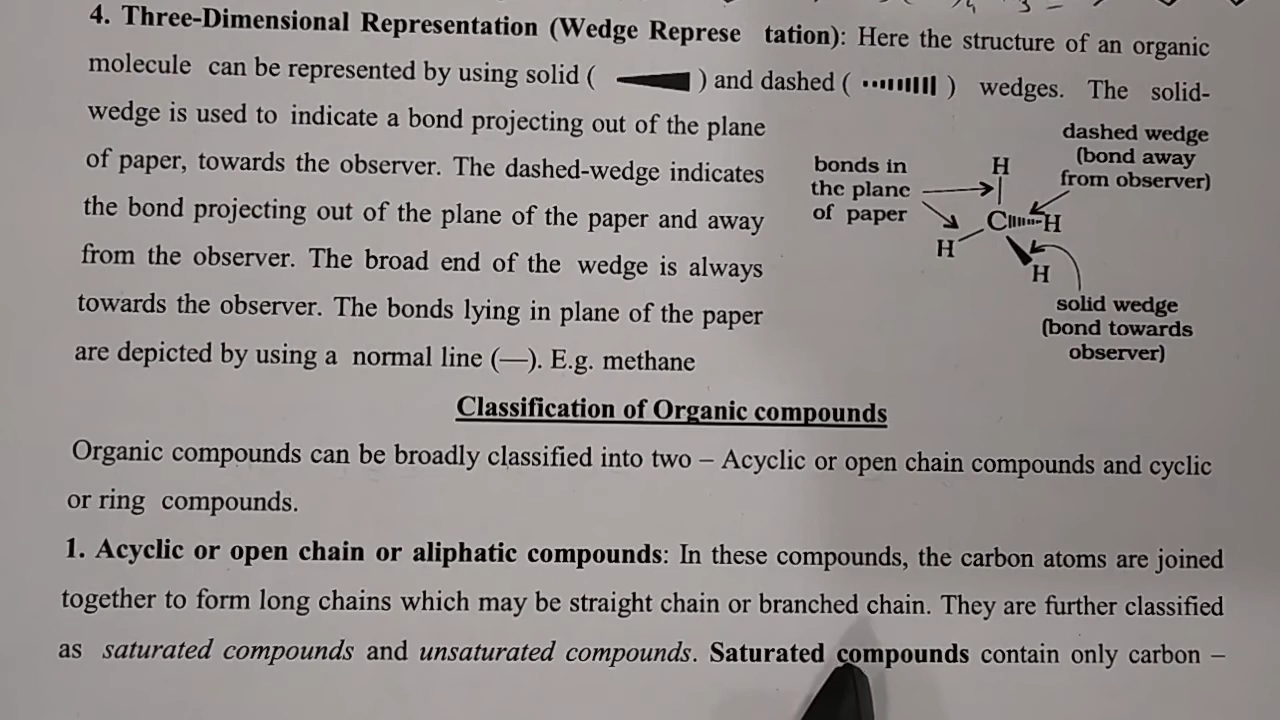 4. Three-Dimensional Representation (Wedge Represe tation): Here the structure of an organic
molecule can be represented by using solid ( ) and dashed ( ) wedges. The solid-
wedge is used to indicate a bond projecting out of the plane
of paper, towards the observer. The dashed-wedge indicates
the bond projecting out of the plane of the paper and away
from the observer. The broad end of the wedge is always
towards the observer. The bonds lying in plane of the paper
are depicted by using a normal line (—). E.g. methane
bonds in
the plane
of paper
dashed wedge
(bond away
from observer)
H
C H
H
H
solid wedge
(bond towards
observer)
Classification of Organic compounds
Organic compounds can be broadly classified into two – Acyclic or open chain compounds and cyclic
or ring compounds.
1. Acyclic or open chain or aliphatic compounds: In these compounds, the carbon atoms are joined
together to form long chains which may be straight chain or branched chain. They are further classified
as saturated compounds and unsaturated compounds. Saturated compounds contain only carbon –